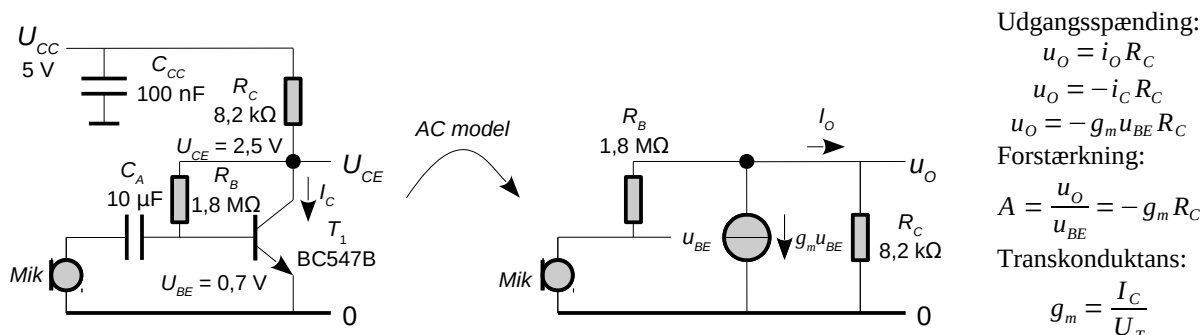 U_CC
5 V
C_CC
100 nF
R_C
8,2 kΩ
U_CE = 2,5 V
U_CE
C_A
10 µF
R_B
1,8 MΩ
I_C
T_1
BC547B
Mik
U_BE = 0,7 V
0
AC model
R_B
1,8 MΩ
I_O
u_O
u_BE
g_m u_BE
R_C
8,2 kΩ
Mik
0
Udgangsspænding:
u_O = i_O R_C
u_O = −i_C R_C
u_O = −g_m u_BE R_C
Forstærkning:
A = u_O / u_BE = −g_m R_C
Transkonduktans:
g_m = I_C / U_T